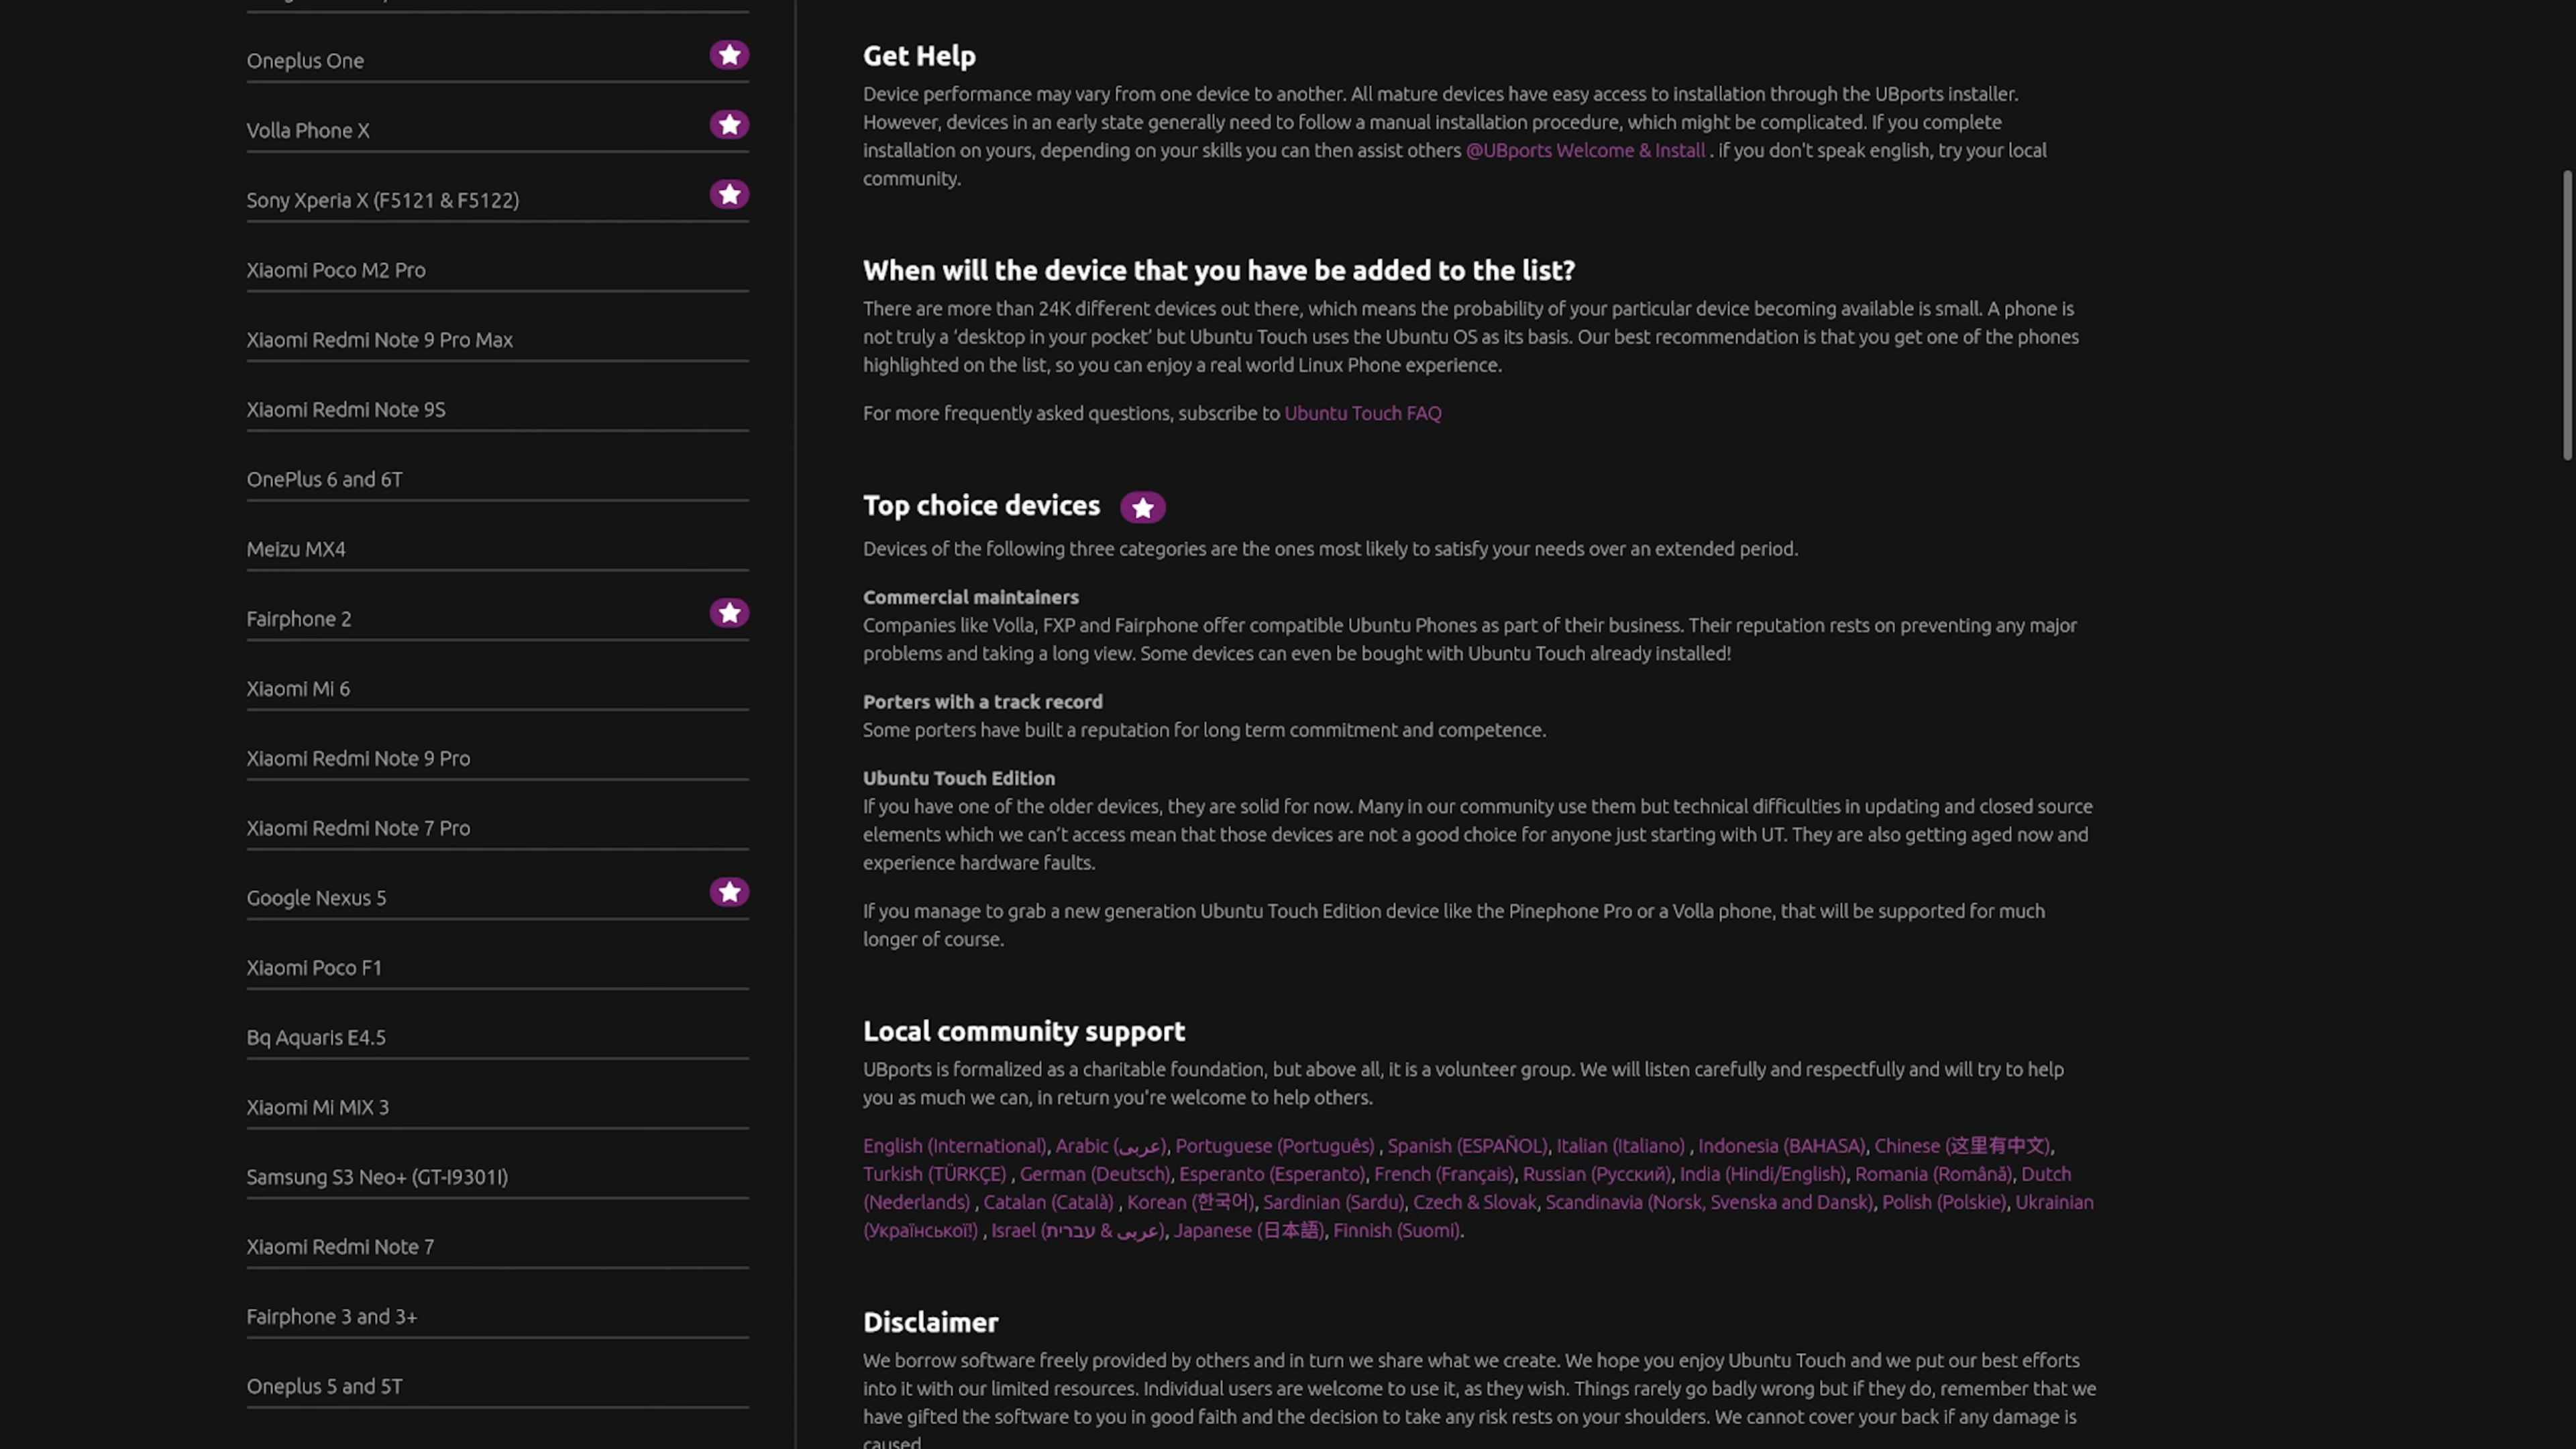 Oneplus One
Volla Phone X
Sony Xperia X (F5121 & F5122)
Xiaomi Poco M2 Pro
Xiaomi Redmi Note 9 Pro Max
Xiaomi Redmi Note 9S
OnePlus 6 and 6T
Meizu MX4
Fairphone 2
Xiaomi Mi 6
Xiaomi Redmi Note 9 Pro
Xiaomi Redmi Note 7 Pro
Google Nexus 5
Xiaomi Poco F1
Bq Aquaris E4.5
Xiaomi Mi MIX 3
Samsung S3 Neo+ (GT-I9301I)
Xiaomi Redmi Note 7
Fairphone 3 and 3+
Oneplus 5 and 5T
Get Help
Device performance may vary from one device to another. All mature devices have easy access to installation through the UBports installer.
However, devices in an early state generally need to follow a manual installation procedure, which might be complicated. If you complete
installation on yours, depending on your skills you can then assist others @UBports Welcome & Install . if you don't speak english, try your local
community.
When will the device that you have be added to the list?
There are more than 24K different devices out there, which means the probability of your particular device becoming available is small. A phone is
not truly a ‘desktop in your pocket’ but Ubuntu Touch uses the Ubuntu OS as its basis. Our best recommendation is that you get one of the phones
highlighted on the list, so you can enjoy a real world Linux Phone experience.
For more frequently asked questions, subscribe to Ubuntu Touch FAQ
Top choice devices
Devices of the following three categories are the ones most likely to satisfy your needs over an extended period.
Commercial maintainers
Companies like Volla, FXP and Fairphone offer compatible Ubuntu Phones as part of their business. Their reputation rests on preventing any major
problems and taking a long view. Some devices can even be bought with Ubuntu Touch already installed!
Porters with a track record
Some porters have built a reputation for long term commitment and competence.
Ubuntu Touch Edition
If you have one of the older devices, they are solid for now. Many in our community use them but technical difficulties in updating and closed source
elements which we can’t access mean that those devices are not a good choice for anyone just starting with UT. They are also getting aged now and
experience hardware faults.
If you manage to grab a new generation Ubuntu Touch Edition device like the Pinephone Pro or a Volla phone, that will be supported for much
longer of course.
Local community support
UBports is formalized as a charitable foundation, but above all, it is a volunteer group. We will listen carefully and respectfully and will try to help
you as much we can, in return you're welcome to help others.
English (International), Arabic (عربى), Portuguese (Português) , Spanish (ESPAÑOL), Italian (Italiano) , Indonesia (BAHASA), Chinese (这里有中文),
Turkish (TÜRKÇE) , German (Deutsch), Esperanto (Esperanto), French (Français), Russian (Русский), India (Hindi/English), Romania (Română), Dutch
(Nederlands) , Catalan (Català) , Korean (한국어), Sardinian (Sardu), Czech & Slovak, Scandinavia (Norsk, Svenska and Dansk), Polish (Polskie), Ukrainian
(Української!) , Israel (עברית & عربى), Japanese (日本語), Finnish (Suomi).
Disclaimer
We borrow software freely provided by others and in turn we share what we create. We hope you enjoy Ubuntu Touch and we put our best efforts
into it with our limited resources. Individual users are welcome to use it, as they wish. Things rarely go badly wrong but if they do, remember that we
have gifted the software to you in good faith and the decision to take any risk rests on your shoulders. We cannot cover your back if any damage is
caused